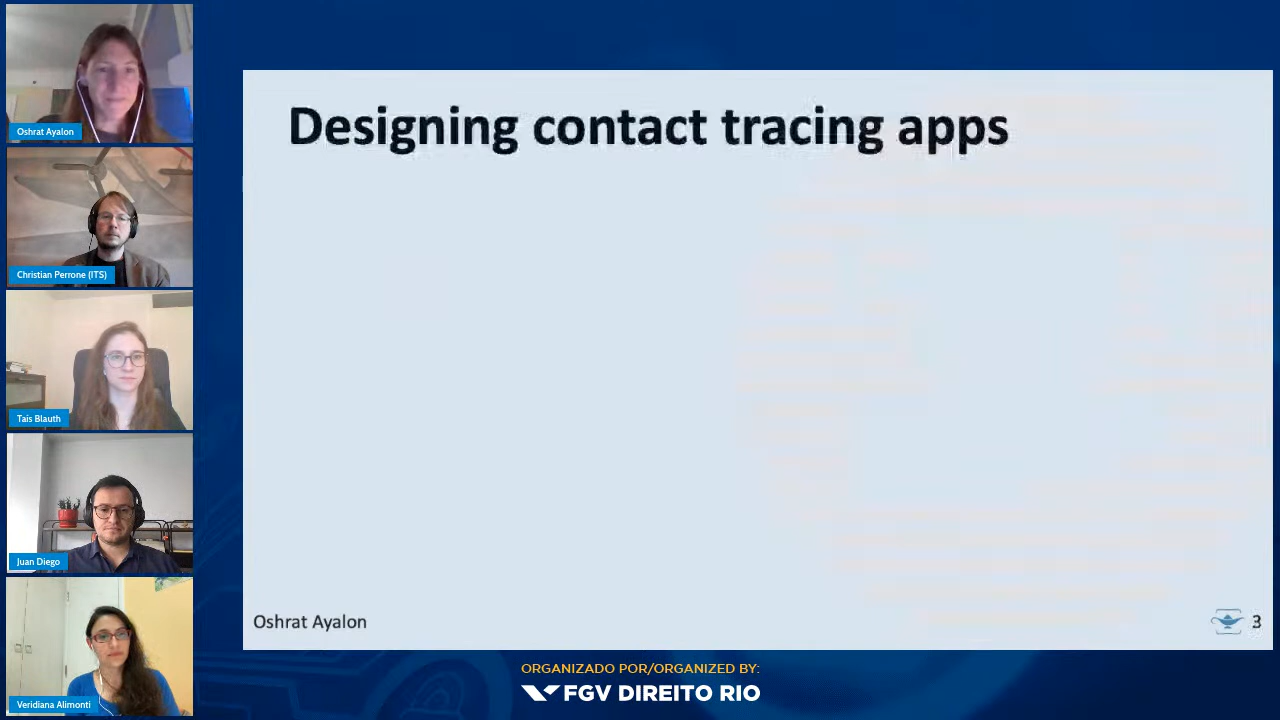 Oshrat Ayalon
Christian Perrone (ITS)
Taís Blauth
Juan Diego
Veridiana Alimonti
Designing contact tracing apps
Oshrat Ayalon
3
ORGANIZADO POR/ORGANIZED BY:
FGV DIREITO RIO